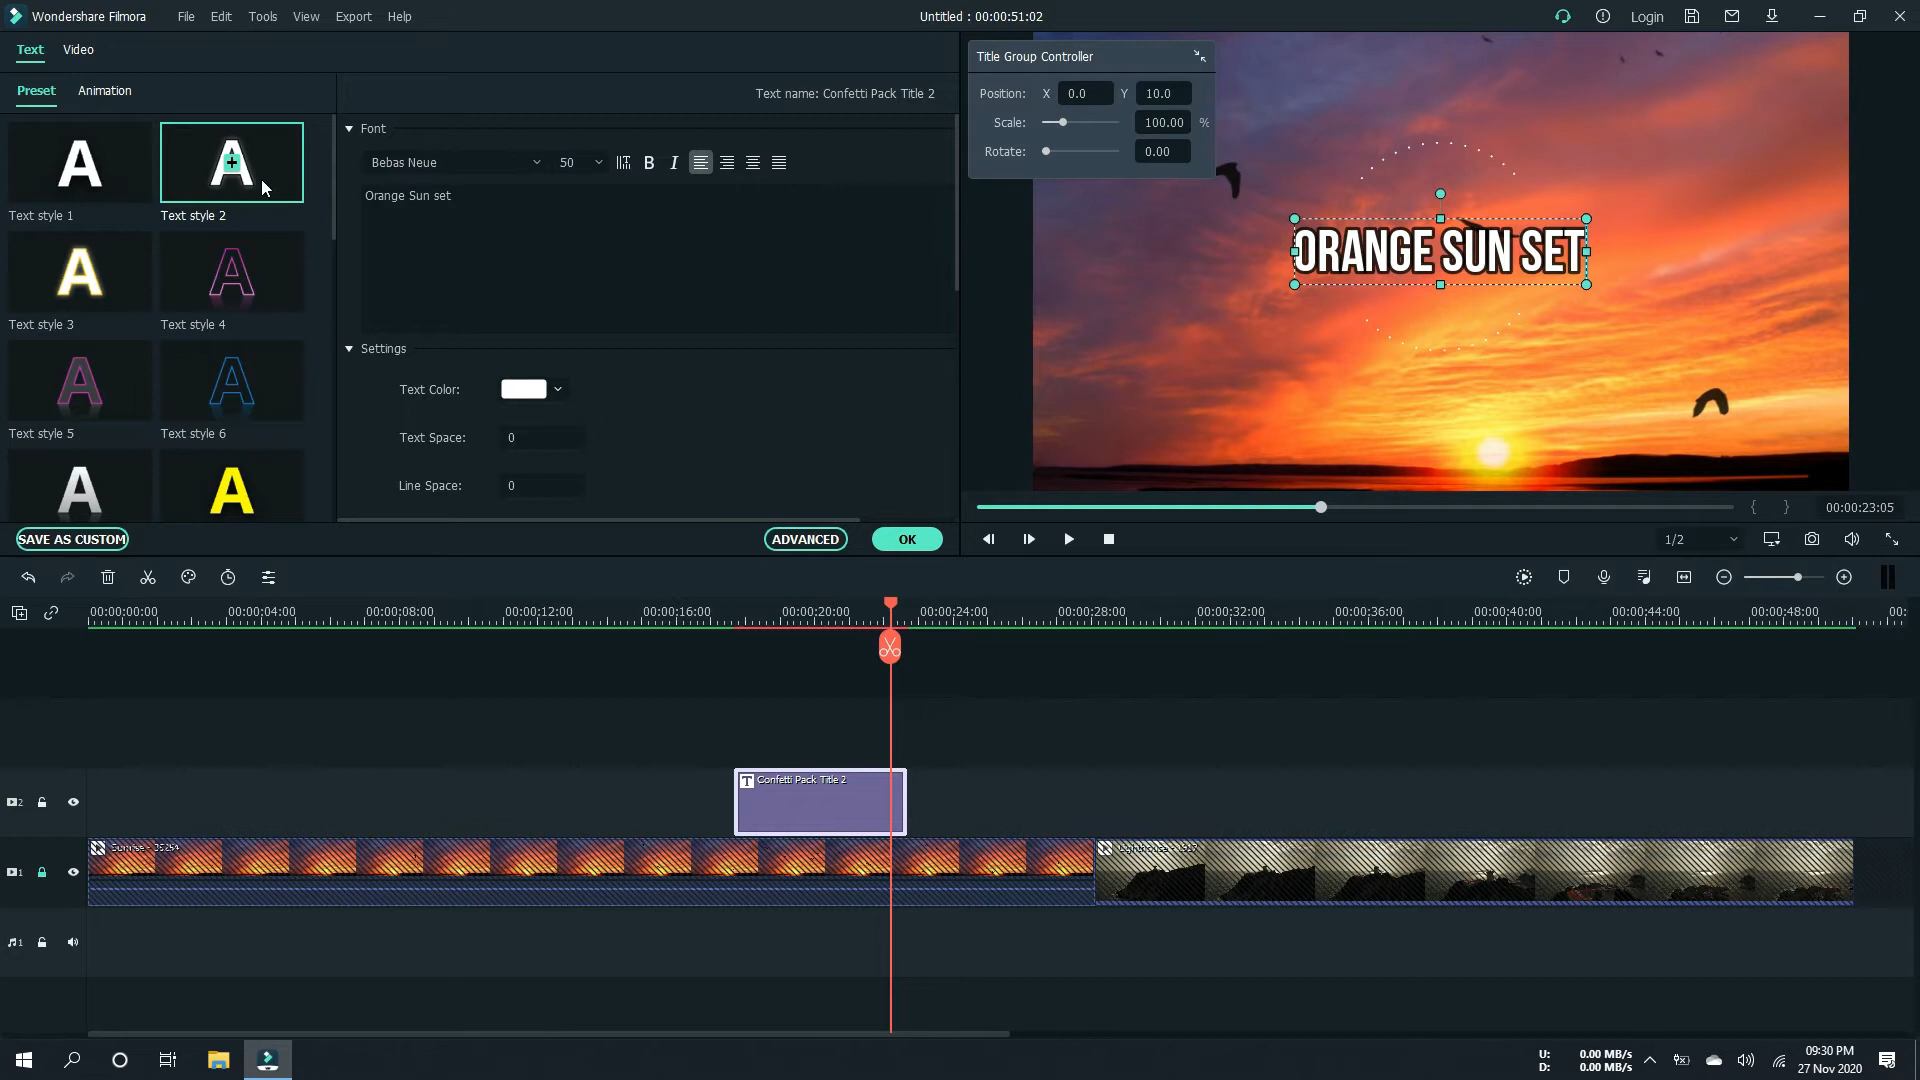 Wondershare Filmora File Edit Tools View Export Help Untitled : 00:00:51:02 Login
Text Video
Preset Animation
Text name: Confetti Pack Title 2
Text style 1
Text style 2
Text style 3
Text style 4
Text style 5
Text style 6
Font
Bebas Neue 50 B I
Orange Sun set
Settings
Text Color:
Text Space: 0
Line Space: 0
SAVE AS CUSTOM ADVANCED OK
Title Group Controller
Position: X 0.0 Y 10.0
Scale: 100.00 %
Rotate: 0.00
ORANGE SUN SET
{ } 00:00:23:05
1/2
00:00:00:00 00:00:04:00 00:00:08:00 00:00:12:00 00:00:16:00 00:00:20:00 00:00:24:00 00:00:28:00 00:00:32:00 00:00:36:00 00:00:40:00 00:00:44:00 00:00:48:00 00:
2 T Confetti Pack Title 2
1 Sunrise - 35254 Lighthouse - 1917
1
U: 0.00 MB/s
D: 0.00 MB/s
09:30 PM
27 Nov 2020